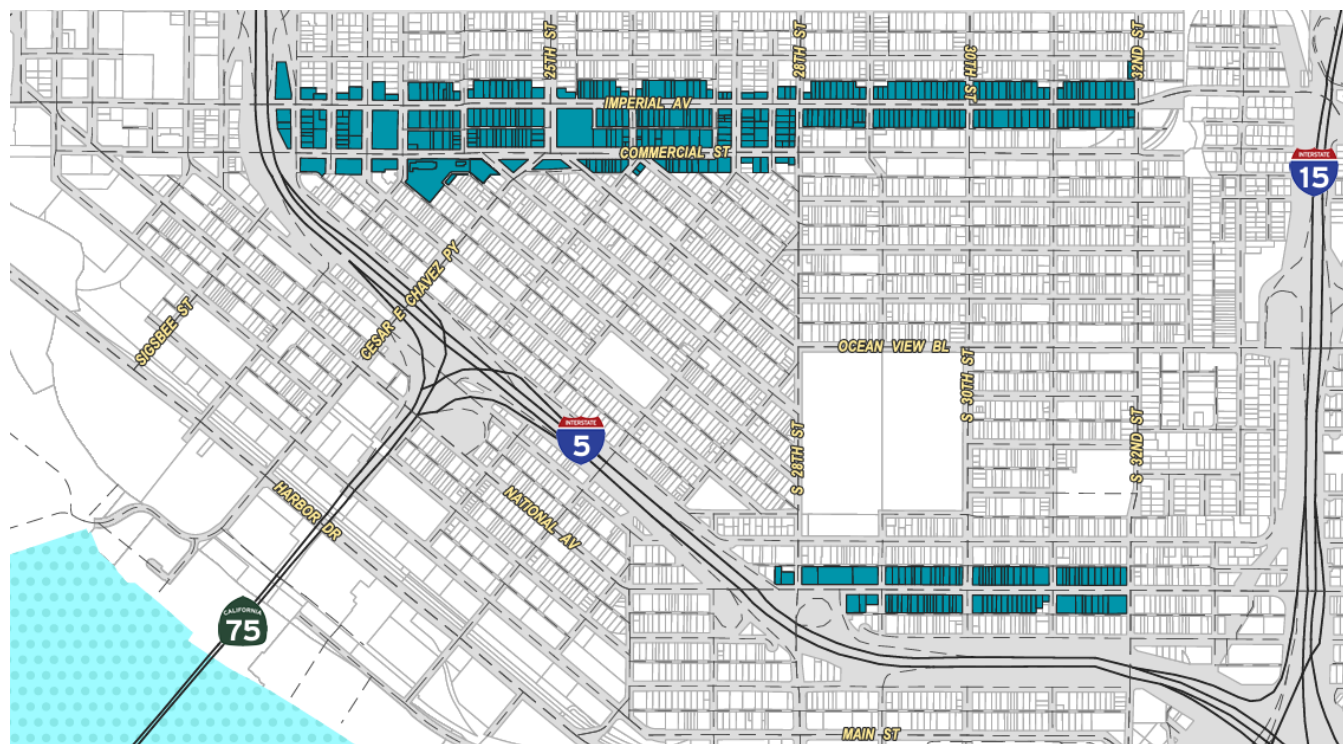 25TH ST
28TH ST
30TH ST
32ND ST
IMPERIAL AV
COMMERCIAL ST
INTERSTATE
15
CESAR E CHAVEZ PY
SIGSBEE ST
OCEAN VIEW BL
S 30TH ST
S 28TH ST
S 32ND ST
INTERSTATE
5
HARBOR DR
NATIONAL AV
CALIFORNIA
75
MAIN ST